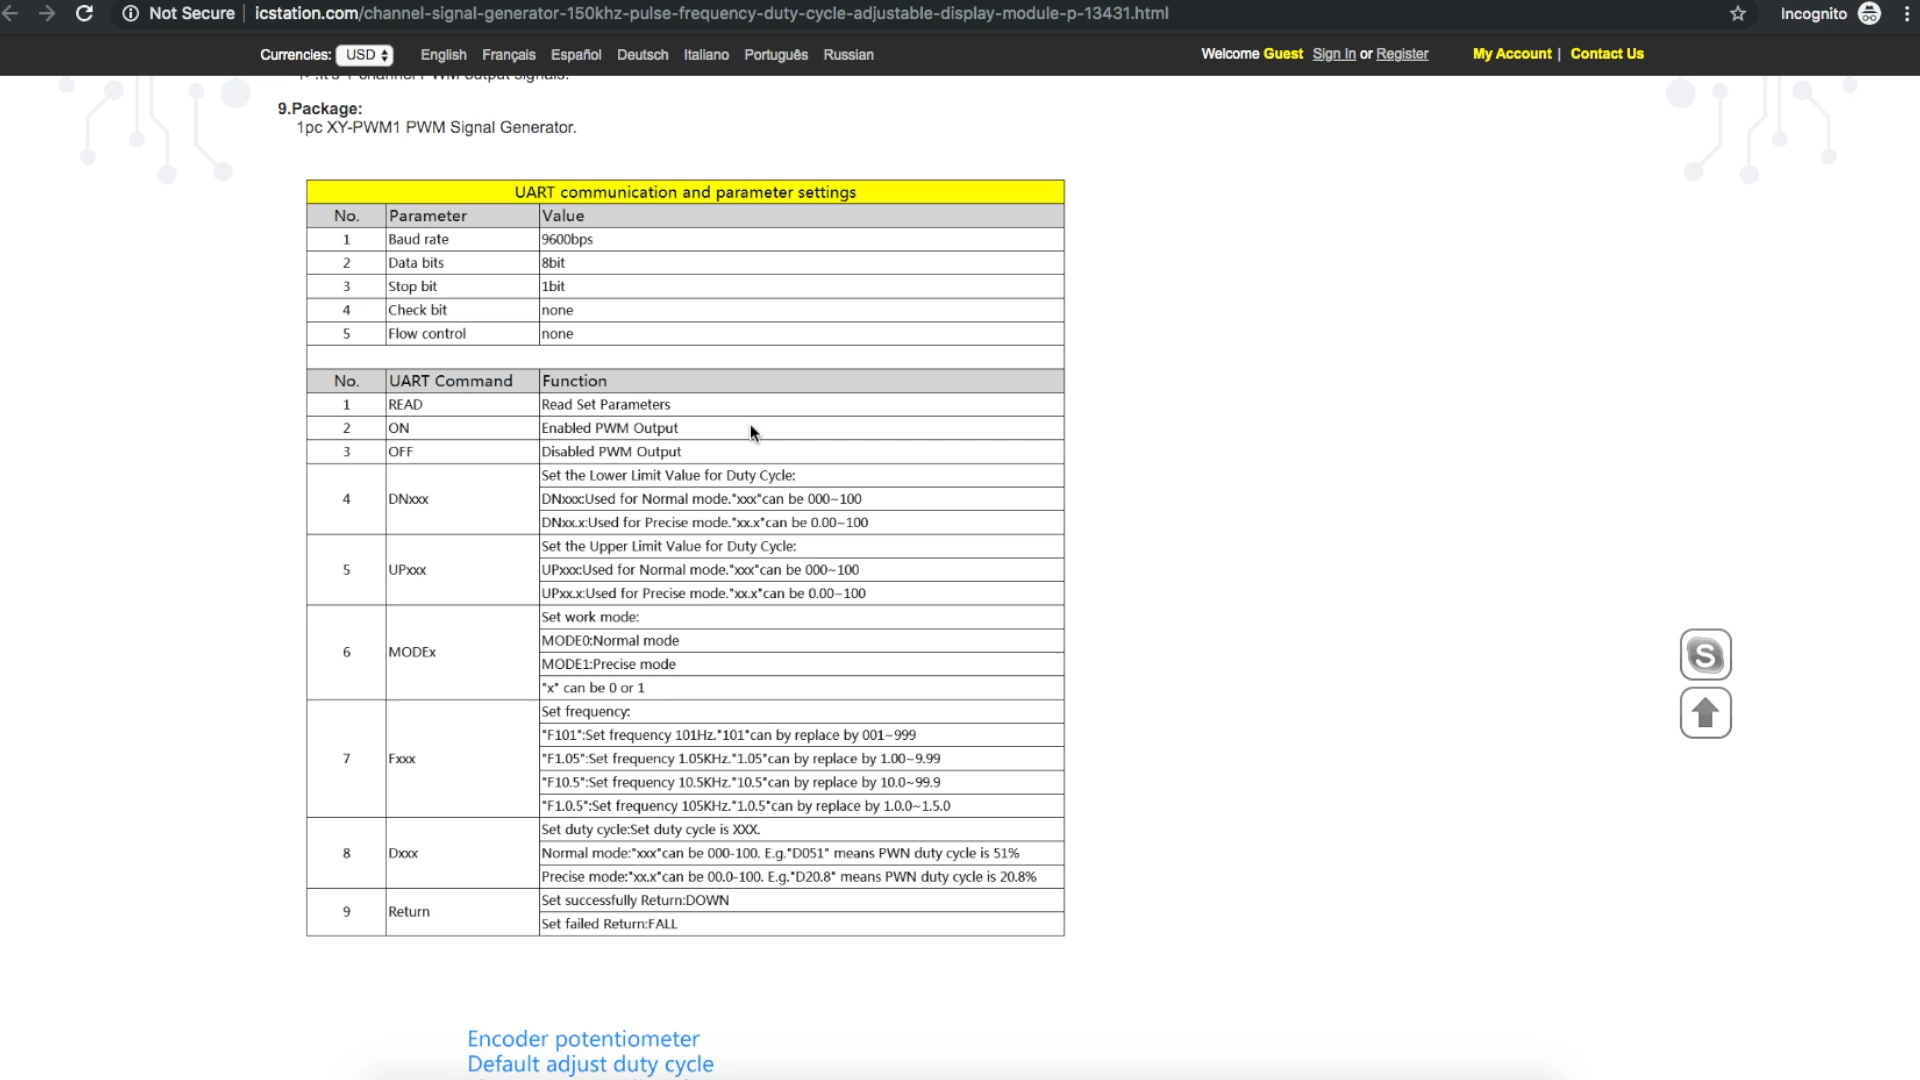 Not Secure icstation.com/channel-signal-generator-150khz-pulse-frequency-duty-cycle-adjustable-display-module-p-13431.html Incognito
Currencies: USD English Français Español Deutsch Italiano Português Russian Welcome Guest Sign In or Register My Account | Contact Us
9.Package:
1pc XY-PWM1 PWM Signal Generator.
UART communication and parameter settings
No. Parameter Value
1 Baud rate 9600bps
2 Data bits 8bit
3 Stop bit 1bit
4 Check bit none
5 Flow control none
No. UART Command Function
1 READ Read Set Parameters
2 ON Enabled PWM Output
3 OFF Disabled PWM Output
4 DNxxx Set the Lower Limit Value for Duty Cycle:
DNxxx:Used for Normal mode."xxx"can be 000~100
DNxx.x:Used for Precise mode."xx.x"can be 0.00~100
5 UPxxx Set the Upper Limit Value for Duty Cycle:
UPxxx:Used for Normal mode."xxx"can be 000~100
UPxx.x:Used for Precise mode."xx.x"can be 0.00~100
6 MODEx Set work mode:
MODE0:Normal mode
MODE1:Precise mode
"x" can be 0 or 1
7 Fxxx Set frequency:
"F101":Set frequency 101Hz."101"can by replace by 001~999
"F1.05":Set frequency 1.05KHz."1.05"can by replace by 1.00~9.99
"F10.5":Set frequency 10.5KHz."10.5"can by replace by 10.0~99.9
"F1.0.5":Set frequency 105KHz."1.0.5"can by replace by 1.0.0~1.5.0
8 Dxxx Set duty cycle:Set duty cycle is XXX.
Normal mode:"xxx"can be 000-100. E.g."D051" means PWN duty cycle is 51%
Precise mode:"xx.x"can be 00.0-100. E.g."D20.8" means PWN duty cycle is 20.8%
9 Return Set successfully Return:DOWN
Set failed Return:FALL
S
Encoder potentiometer
Default adjust duty cycle